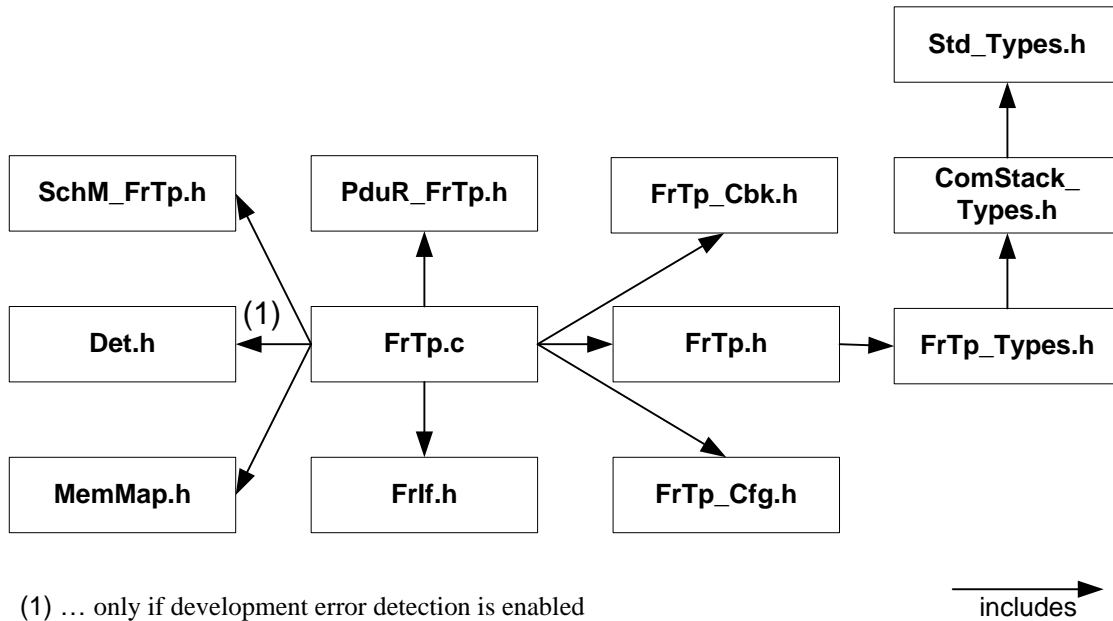 Std_Types.h
SchM_FrTp.h
PduR_FrTp.h
FrTp_Cbk.h
ComStack_
Types.h
(1)
Det.h
FrTp.c
FrTp.h
FrTp_Types.h
MemMap.h
FrIf.h
FrTp_Cfg.h
(1) … only if development error detection is enabled
includes